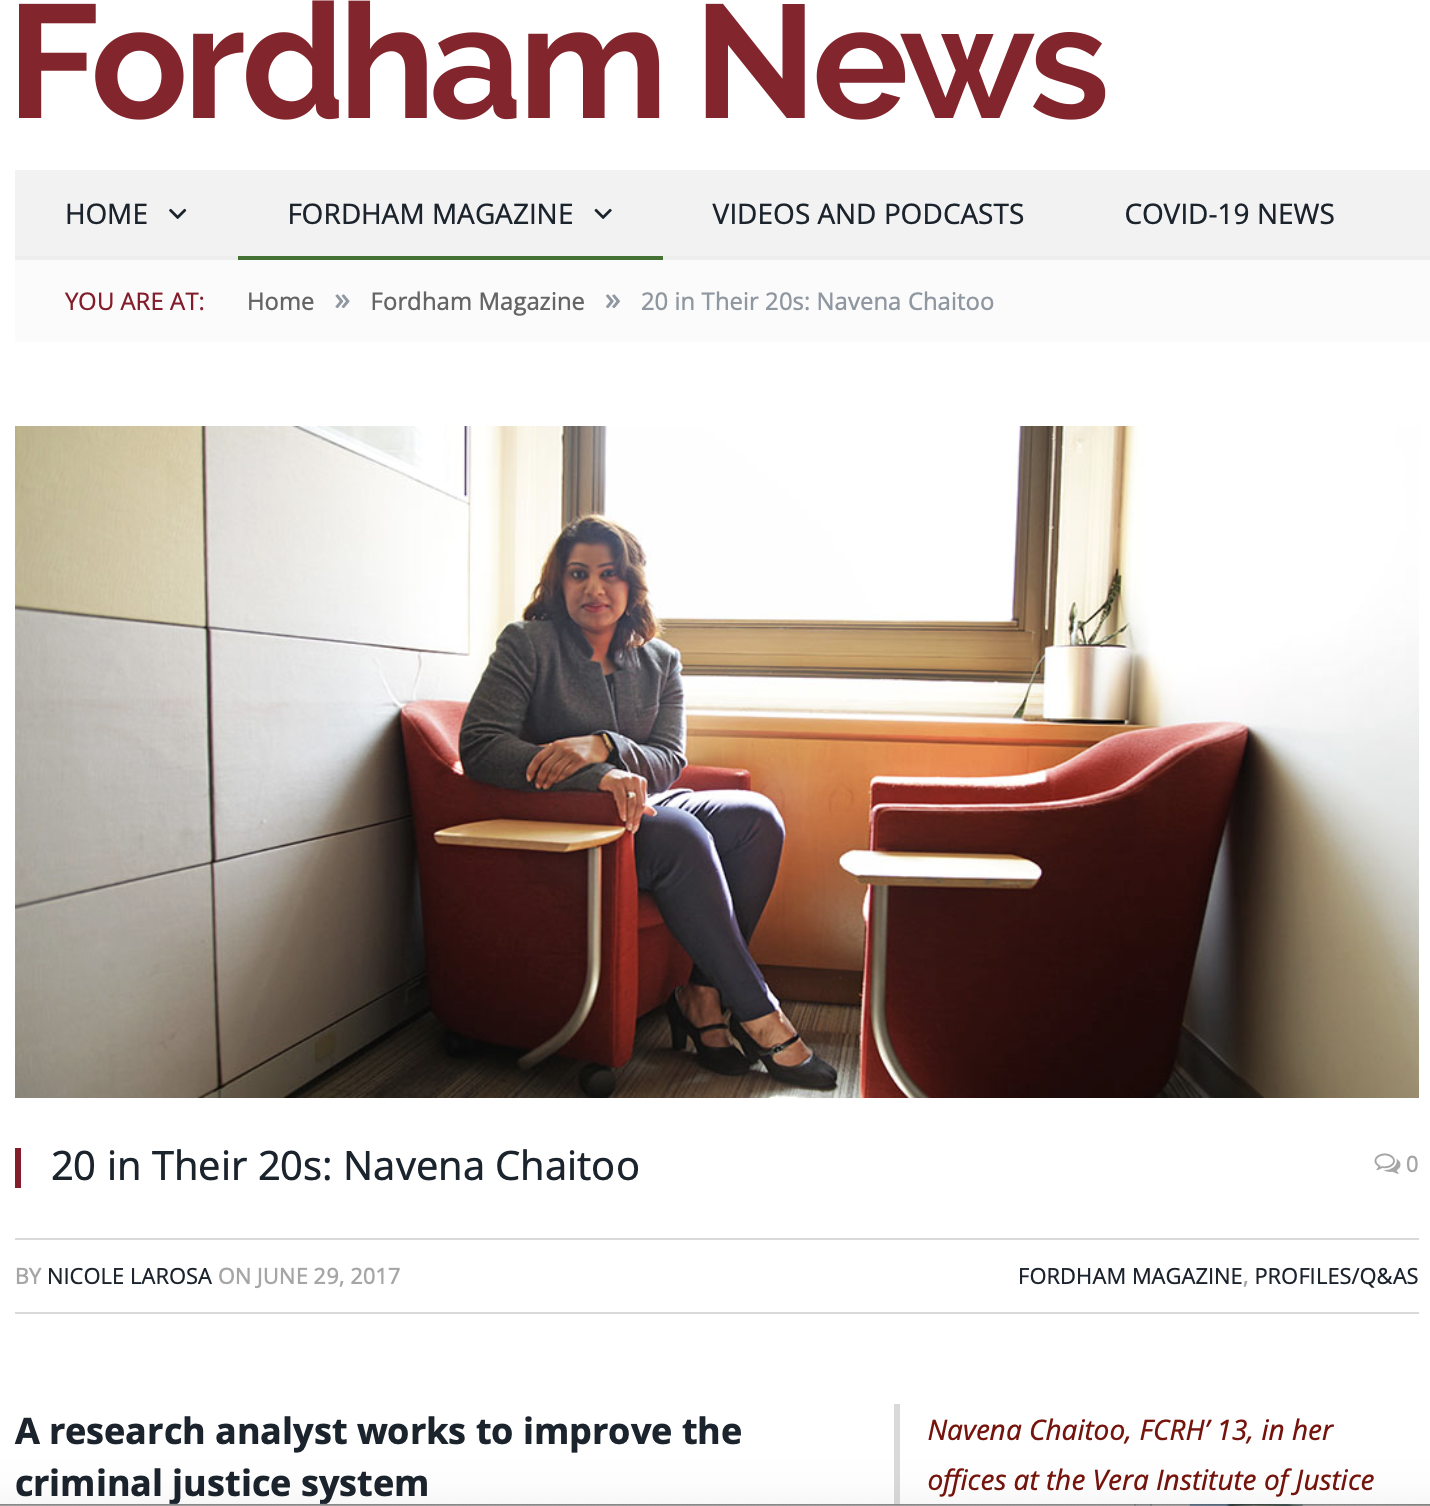 Fordham News
HOME FORDHAM MAGAZINE VIDEOS AND PODCASTS COVID-19 NEWS
YOU ARE AT: Home » Fordham Magazine » 20 in Their 20s: Navena Chaitoo
20 in Their 20s: Navena Chaitoo 0
BY NICOLE LAROSA ON JUNE 29, 2017 FORDHAM MAGAZINE, PROFILES/Q&AS
A research analyst works to improve the
criminal justice system
Navena Chaitoo, FCRH’ 13, in her
offices at the Vera Institute of Justice